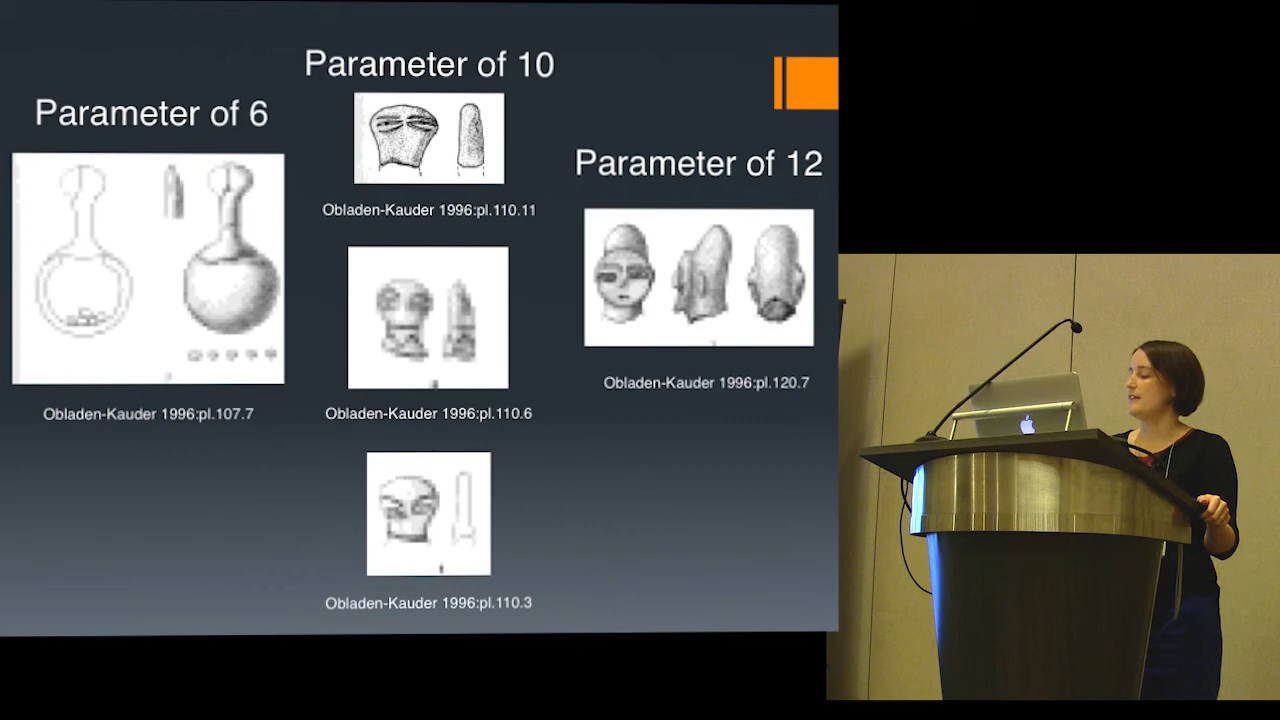 Parameter of 6
Obladen-Kauder 1996:pl.107.7
Parameter of 10
Obladen-Kauder 1996:pl.110.11
Obladen-Kauder 1996:pl.110.6
Obladen-Kauder 1996:pl.110.3
Parameter of 12
Obladen-Kauder 1996:pl.120.7